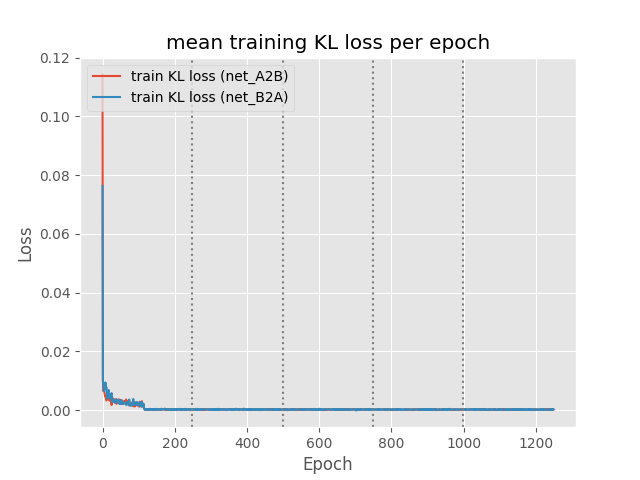 mean training KL loss per epoch
train KL loss (net_A2B)
train KL loss (net_B2A)
0.12
0.10
0.08
0.06
0.04
0.02
0.00
Loss
0 200 400 600 800 1000 1200
Epoch